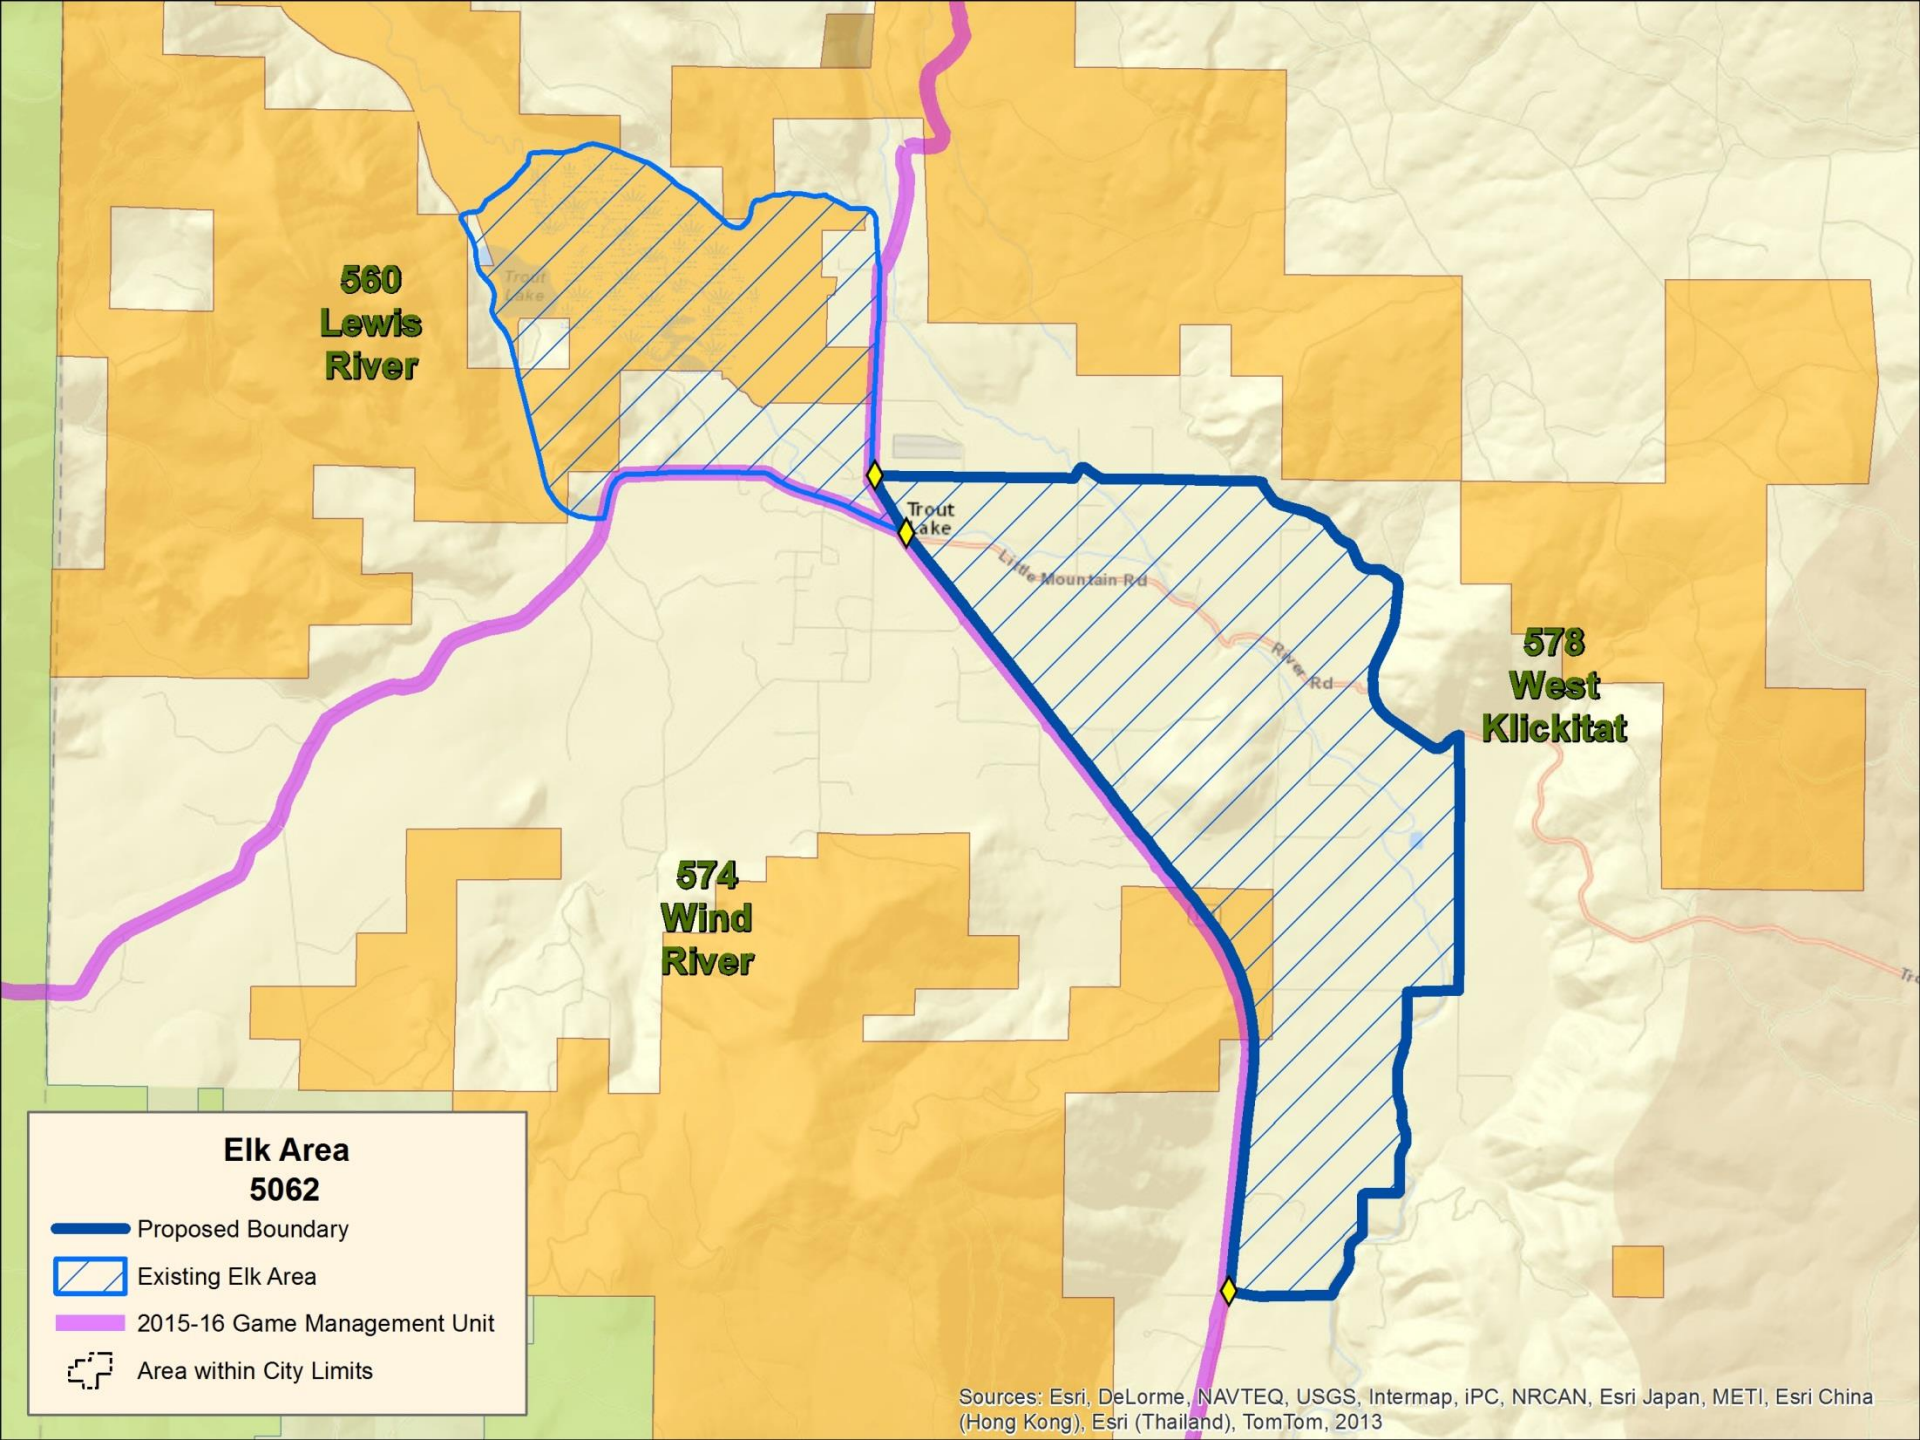 560
Lewis
River
Trout
Lake
Trout
Lake
Little Mountain Rd
River Rd
578
West
Klickitat
574
Wind
River
Elk Area
5062
Proposed Boundary
Existing Elk Area
2015-16 Game Management Unit
Area within City Limits
Sources: Esri, DeLorme, NAVTEQ, USGS, Intermap, iPC, NRCAN, Esri Japan, METI, Esri China
(Hong Kong), Esri (Thailand), TomTom, 2013